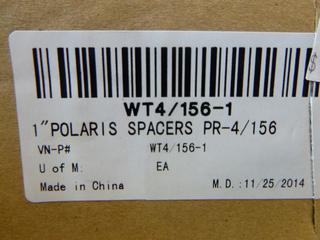 WT4/156-1
1"POLARIS SPACERS PR-4/156
VN-P# WT4/156-1
U of M: EA
Made in China M.D.:11/25/2014
$